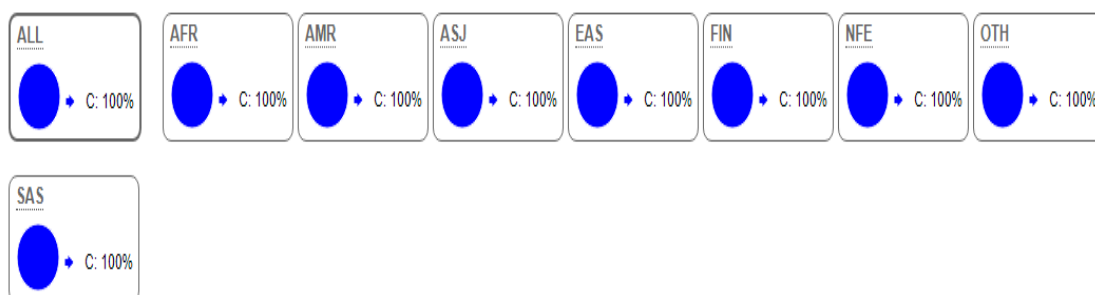 ALL AFR AMR ASJ EAS FIN NFE OTH
C: 100% C: 100% C: 100% C: 100% C: 100% C: 100% C: 100% C: 100%
SAS
C: 100%